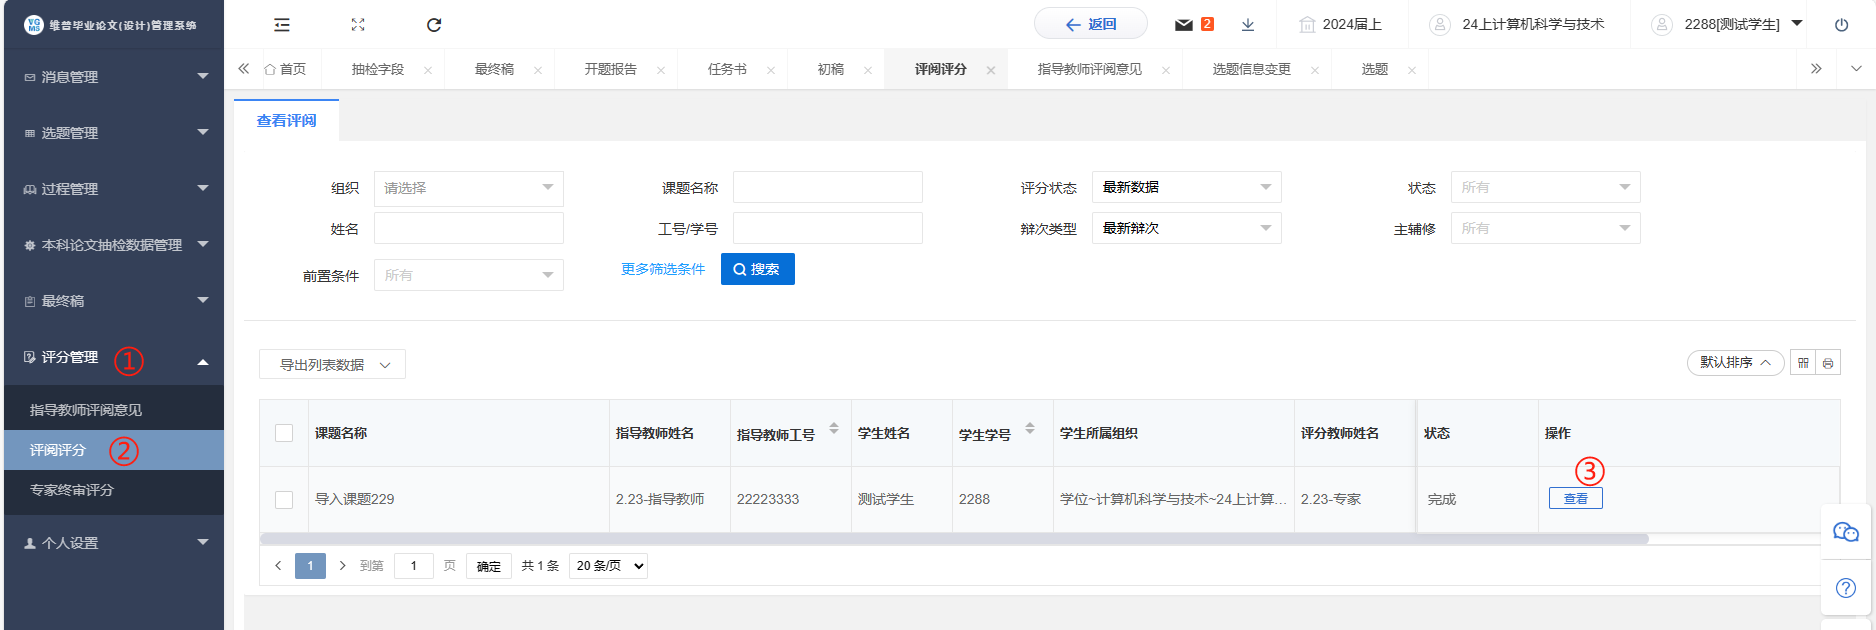 维普毕业论文(设计)管理系统
返回
2
2024届上
24上计算机科学与技术
2288[测试学生]
首页
抽检字段
最终稿
开题报告
任务书
初稿
评阅评分
指导教师评阅意见
选题信息变更
选题
消息管理
选题管理
过程管理
本科论文抽检数据管理
最终稿
评分管理 ①
指导教师评阅意见
评阅评分 ②
专家终审评分
个人设置
查看评阅
组织 请选择
课题名称
评分状态 最新数据
状态 所有
姓名
工号/学号
辩次类型 最新辩次
主辅修 所有
前置条件 所有
更多筛选条件
搜索
导出列表数据
默认排序
课题名称 指导教师姓名 指导教师工号 学生姓名 学生学号 学生所属组织 评分教师姓名 状态 操作
③
导入课题229 2.23-指导教师 22223333 测试学生 2288 学位~计算机科学与技术~24上计算... 2.23-专家 完成 查看
1 到第 1 页 确定 共 1 条 20 条/页